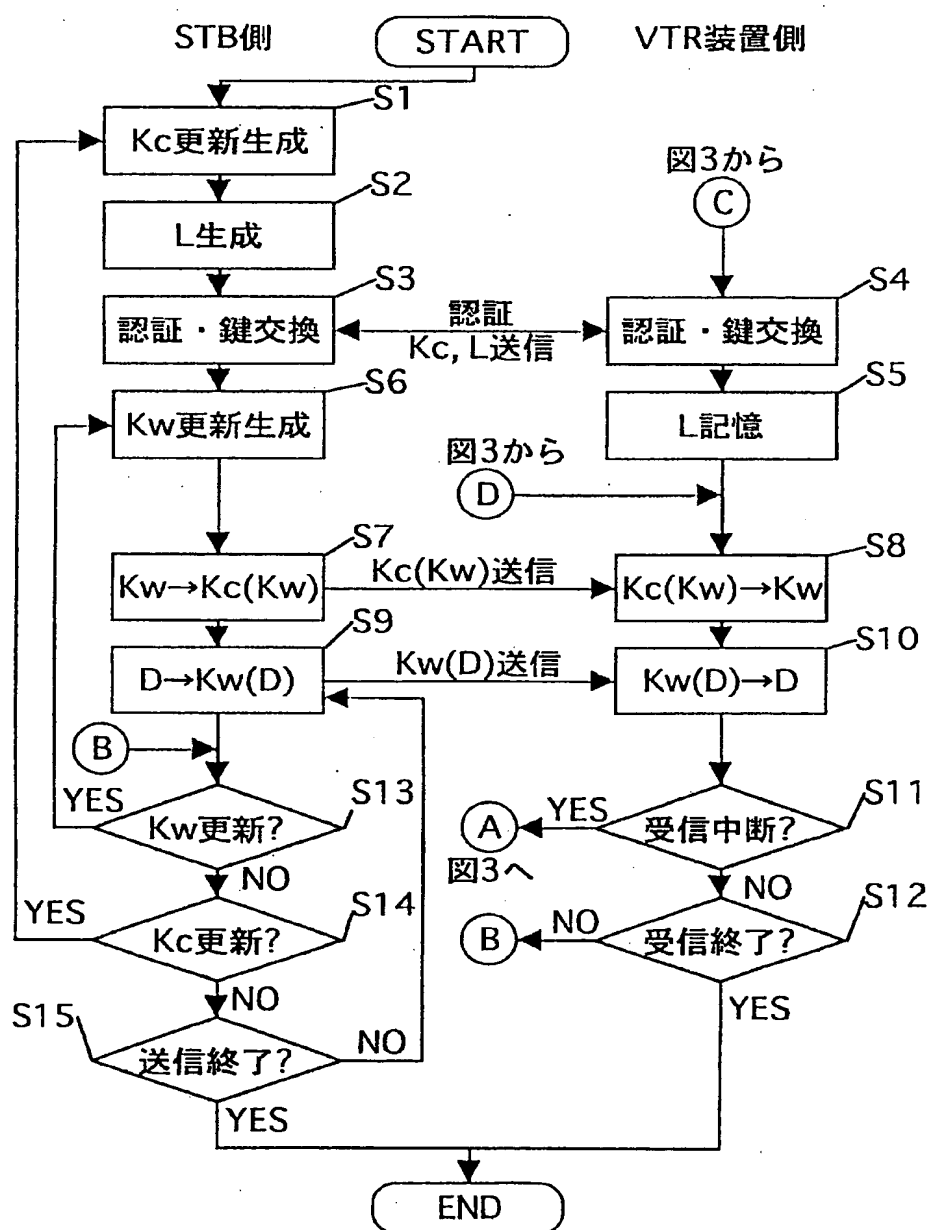 STB側
START
VTR装置側
S1
Kc更新生成
S2
L生成
図3から
C
S3
認証・鍵交換
認証
Kc, L送信
S4
認証・鍵交換
S6
Kw更新生成
S5
L記憶
図3から
D
S7
Kw→Kc(Kw)
Kc(Kw)送信
S8
Kc(Kw)→Kw
S9
D→Kw(D)
Kw(D)送信
S10
Kw(D)→D
B
YES
S13
Kw更新?
NO
A
図3へ
YES
S11
受信中断?
NO
YES
S14
Kc更新?
NO
B
NO
S12
受信終了?
YES
S15
送信終了?
NO
YES
END